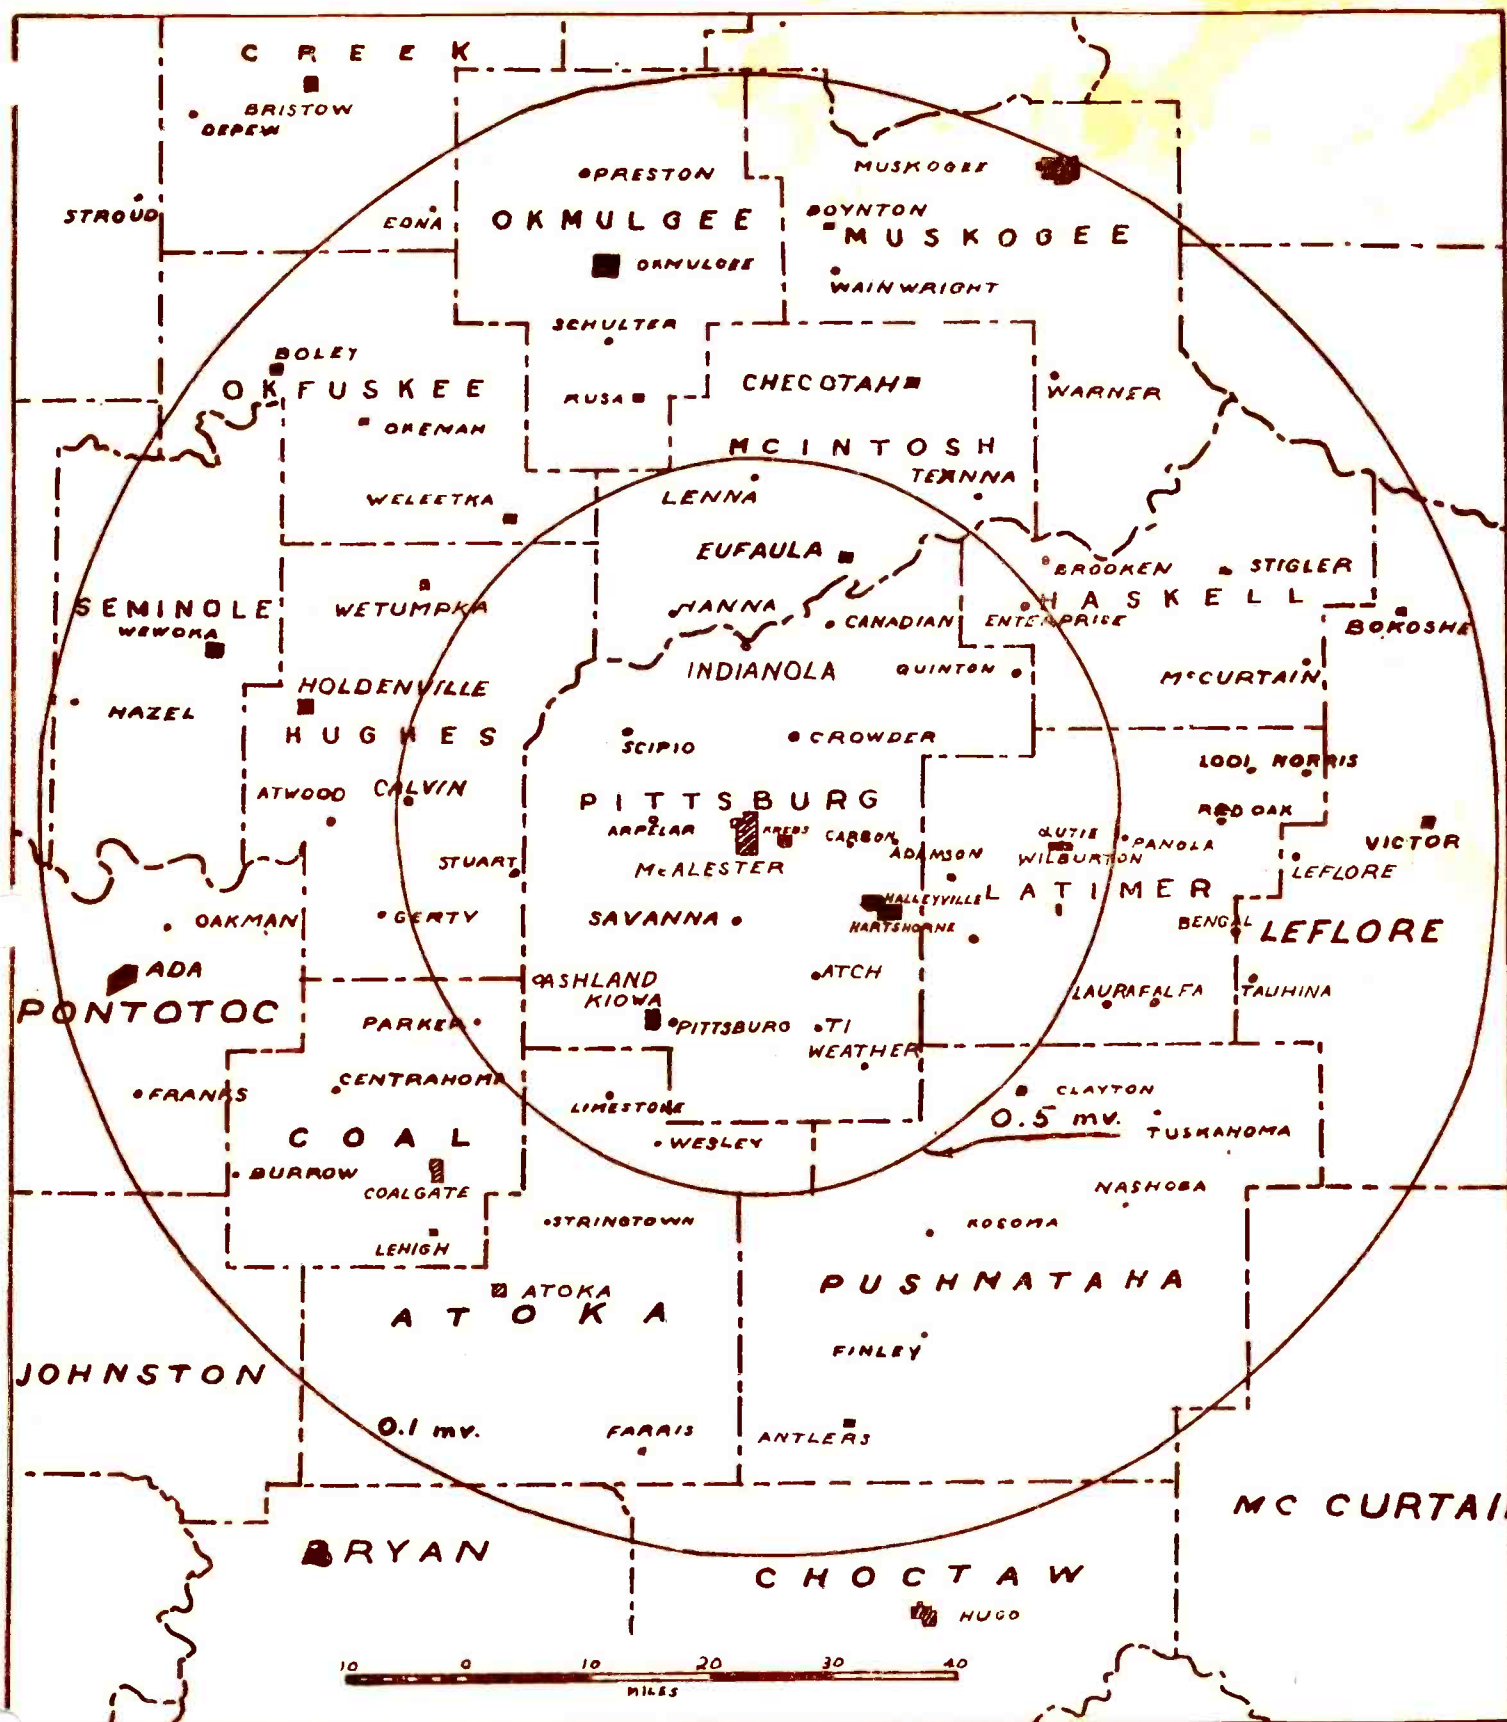 CREEK
BRISTOW
DEPEW
STROUD
EDNA
PRESTON
OKMULGEE
OKMULGEE
MUSKOGEE
BOYNTON
MUSKOGEE
WAINWRIGHT
SCHULTER
BOLEY
OKFUSKEE
OKEMAH
RUSA
CHECOTAH
WARNER
MCINTOSH
TEXANNA
LENNA
WELEETKA
EUFAULA
BROOKEN
STIGLER
HASKELL
SEMINOLE
WEWOKA
WETUMPKA
HANNA
CANADIAN
ENTERPRISE
BOKOSHE
INDIANOLA
QUINTON
McCURTAIN
HOLDENVILLE
HAZEL
HUGHES
SCIPIO
CROWDER
LODI NORRIS
ATWOOD
CALVIN
PITTSBURG
RED OAK
ARPELAR
KREBS
CARBON
QUTIE
PANOLA
VICTOR
STUART
McALESTER
ADAMSON
WILBURTON
LEFLORE
LATIMER
HALLEYVILLE
OAKMAN
GERTY
SAVANNA
HARTSHORNE
BENGAL
LEFLORE
ADA
ASHLAND
ATCH
KIOWA
LAURAFALFA
TALIHINA
PONTOTOC
PARKER
PITTSBURG
TI
WEATHER
FRANKS
CENTRAHOMA
LIMESTONE
CLAYTON
0.5 mv.
TUSKAHOMA
COAL
WESLEY
BURROW
COALGATE
NASHOBA
STRINGTOWN
KOSOMA
LEHIGH
ATOKA
PUSHMATAHA
ATOKA
FINLEY
JOHNSTON
0.1 mv.
FARRIS
ANTLERS
MC CURTAI
BRYAN
CHOCTAW
HUGO
10 0 10 20 30 40
MILES